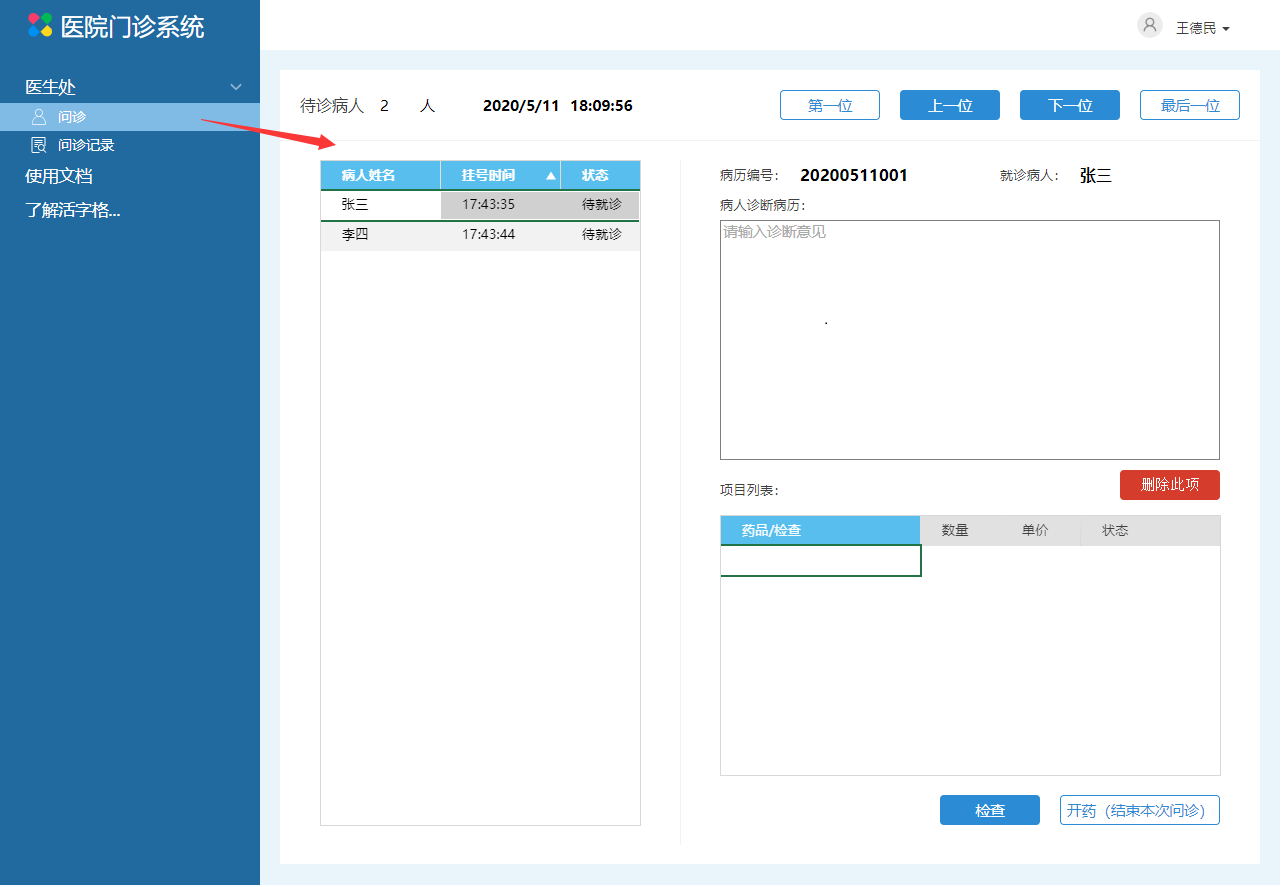 医院门诊系统
王德民
医生处
问诊
问诊记录
使用文档
了解活字格...
待诊病人 2 人 2020/5/11 18:09:56
第一位 上一位 下一位 最后一位
病人姓名 挂号时间 状态
张三 17:43:35 待就诊
李四 17:43:44 待就诊
病历编号： 20200511001 就诊病人： 张三
病人诊断病历：
请输入诊断意见
项目列表： 删除此项
药品/检查 数量 单价 状态
检查 开药（结束本次问诊）